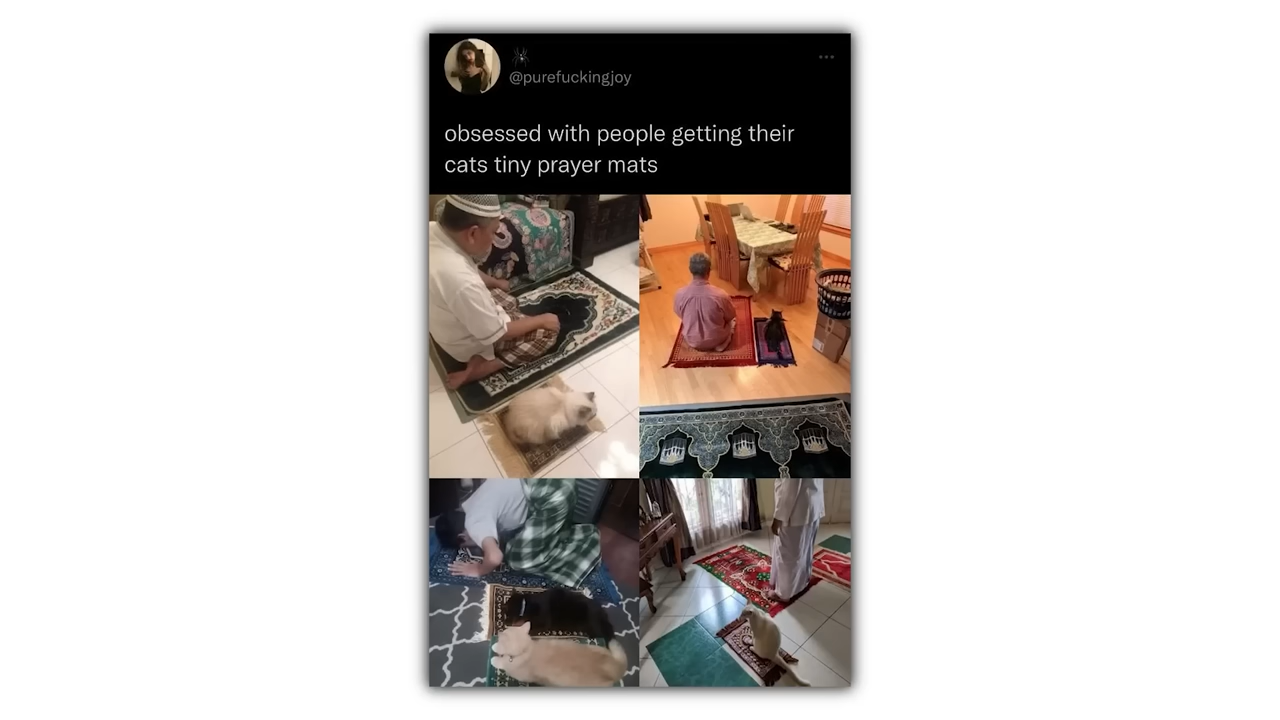 @purefuckingjoy
obsessed with people getting their
cats tiny prayer mats